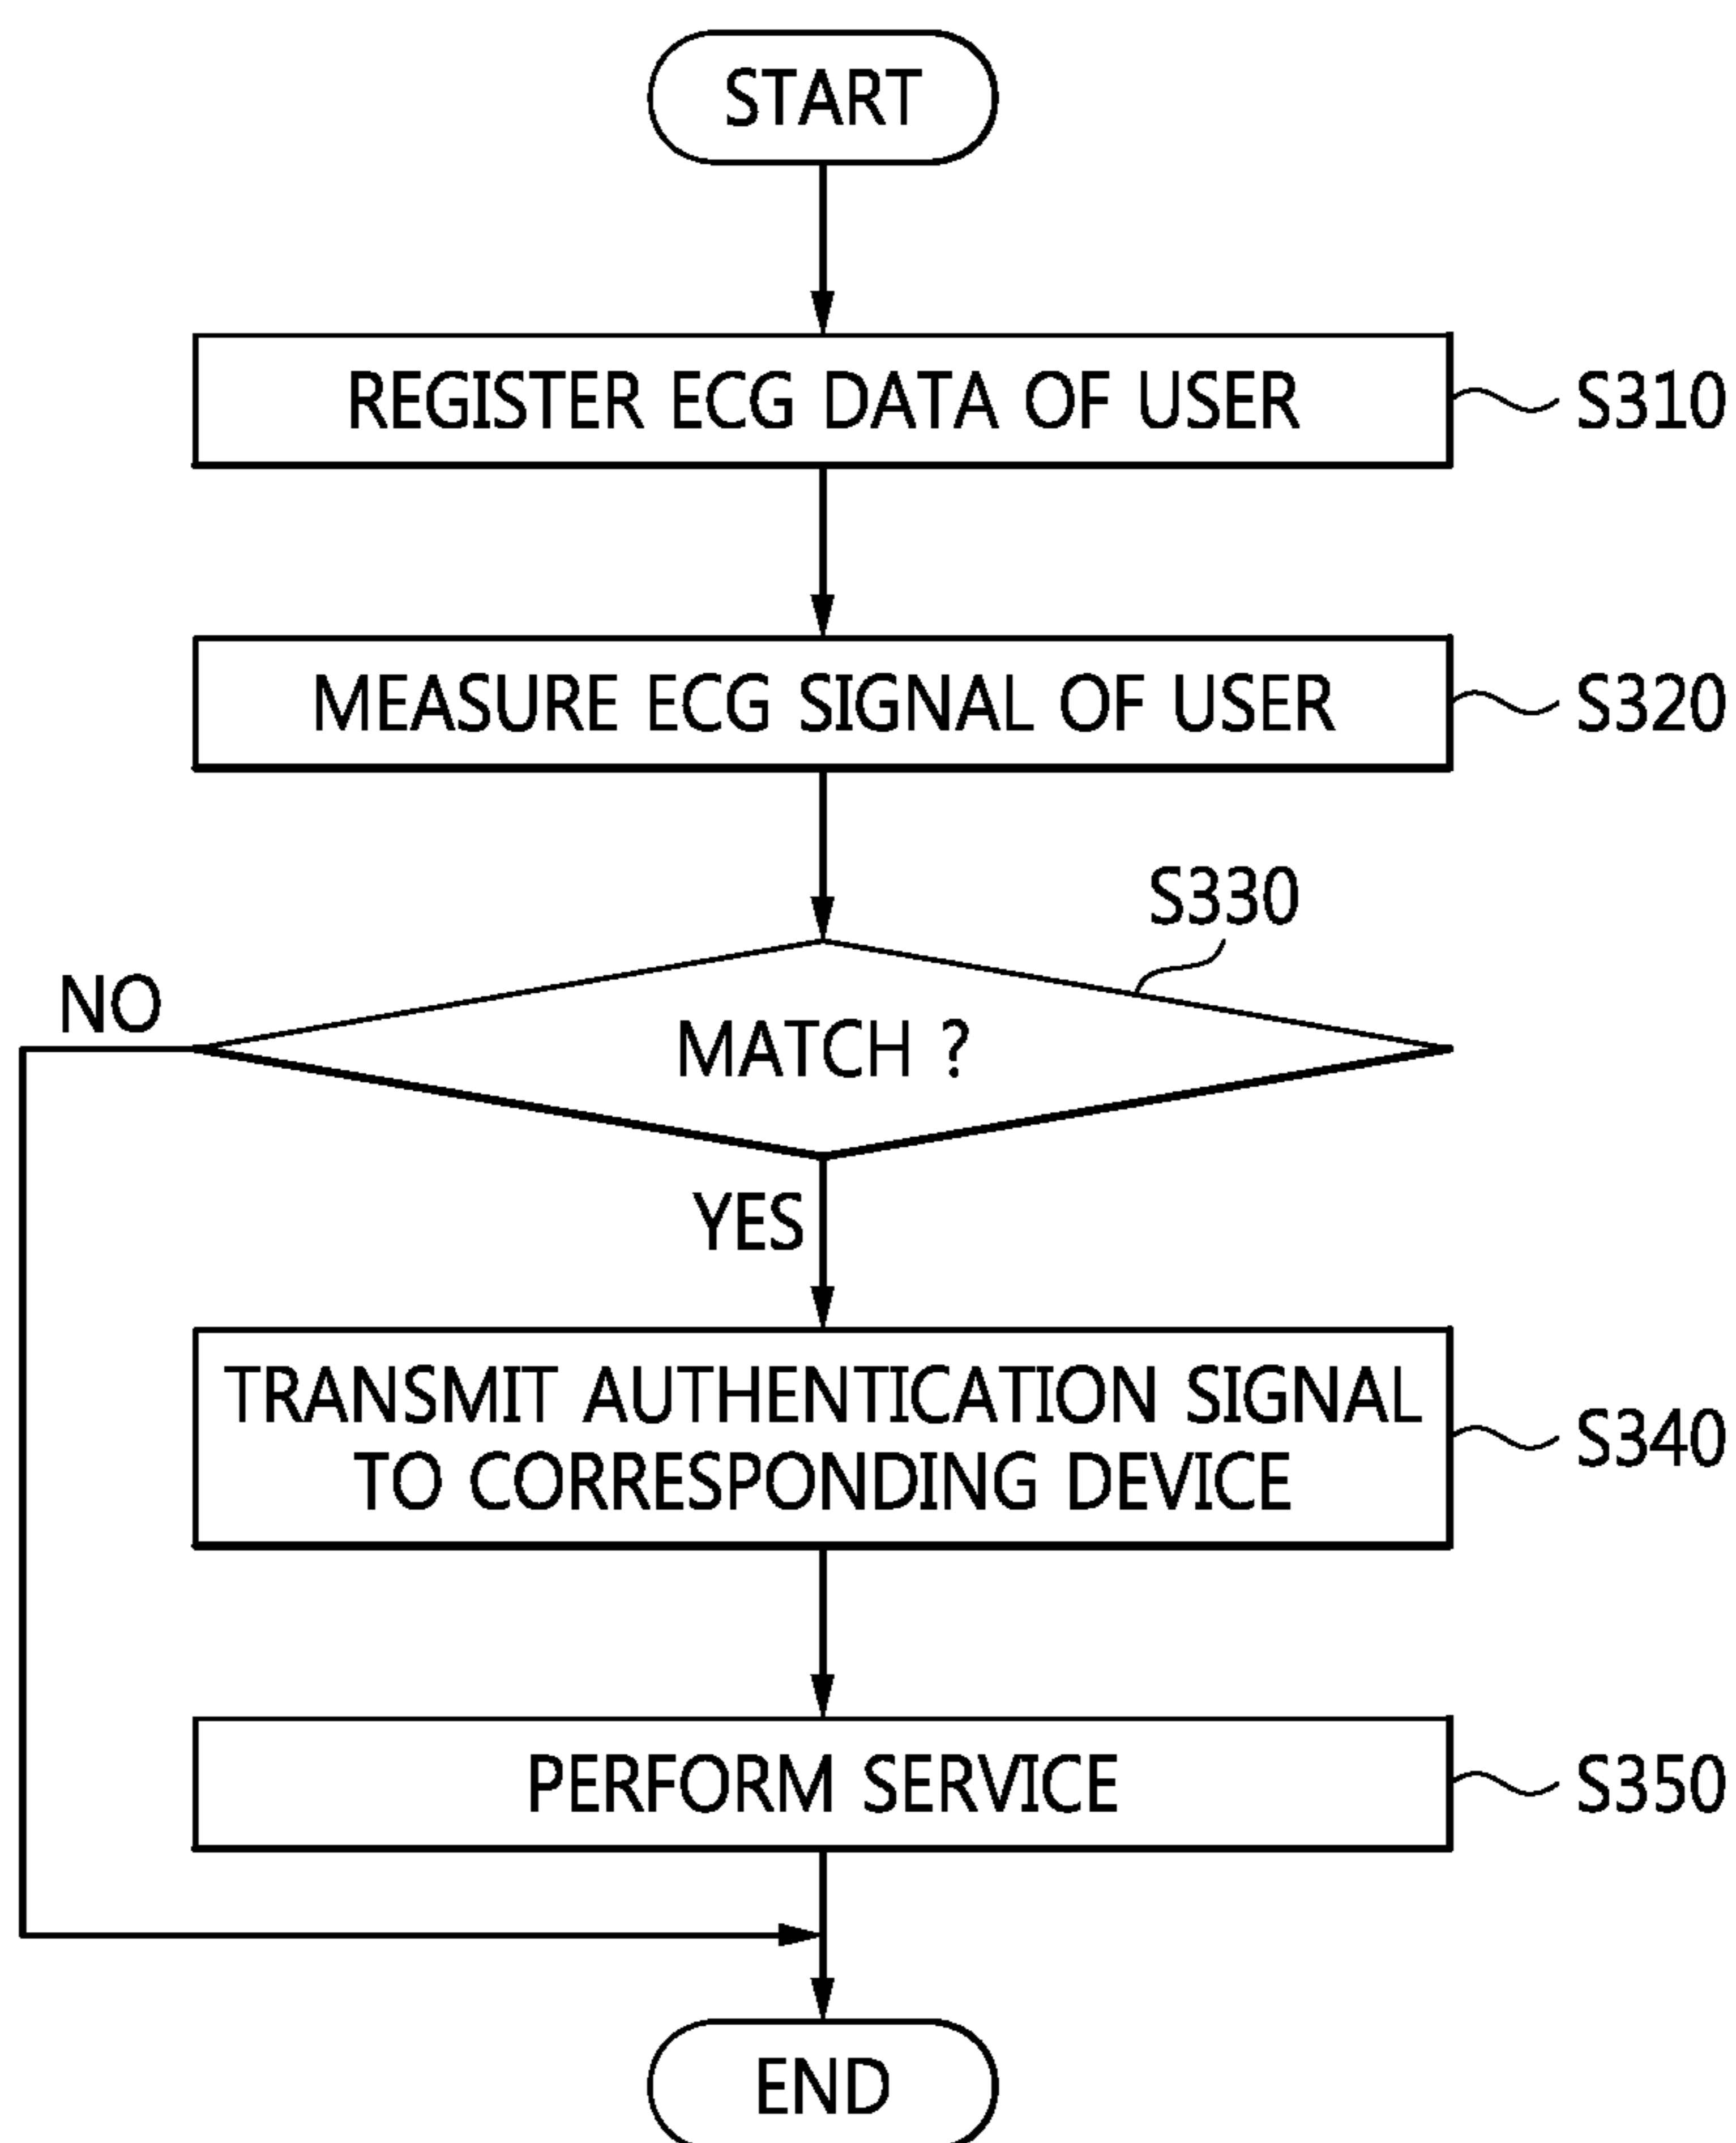 START
REGISTER ECG DATA OF USER
S310
MEASURE ECG SIGNAL OF USER
S320
S330
NO
MATCH ?
YES
TRANSMIT AUTHENTICATION SIGNAL
TO CORRESPONDING DEVICE
S340
PERFORM SERVICE
S350
END